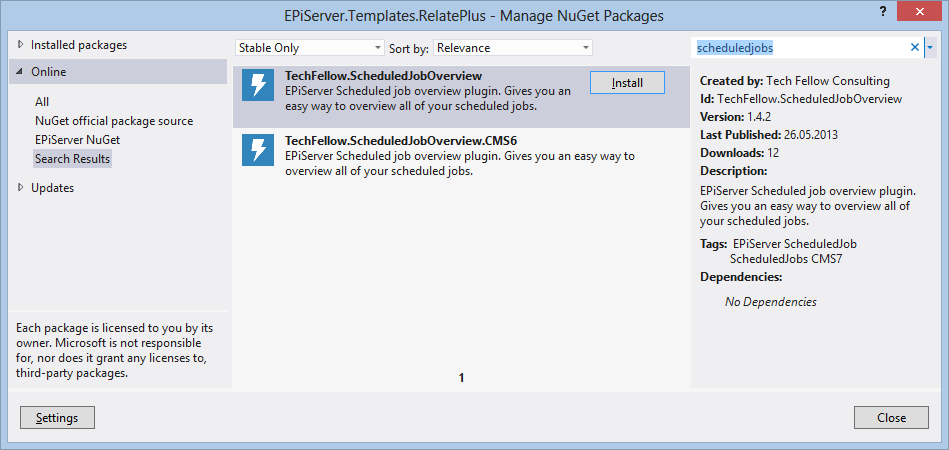 EPiServer.Templates.RelatePlus - Manage NuGet Packages
?
Installed packages
Online
All
NuGet official package source
EPiServer NuGet
Search Results
Updates
Each package is licensed to you by its
owner. Microsoft is not responsible
for, nor does it grant any licenses to,
third-party packages.
Stable Only
Sort by: Relevance
TechFellow.ScheduledJobOverview
EPiServer Scheduled job overview plugin. Gives you an
easy way to overview all of your scheduled jobs.
Install
TechFellow.ScheduledJobOverview.CMS6
EPiServer Scheduled job overview plugin. Gives you an easy way to
overview all of your scheduled jobs.
1
scheduledjobs
Created by: Tech Fellow Consulting
Id: TechFellow.ScheduledJobOverview
Version: 1.4.2
Last Published: 26.05.2013
Downloads: 12
Description:
EPiServer Scheduled job overview plugin.
Gives you an easy way to overview all of
your scheduled jobs.
Tags: EPiServer ScheduledJob
ScheduledJobs CMS7
Dependencies:
No Dependencies
Settings
Close